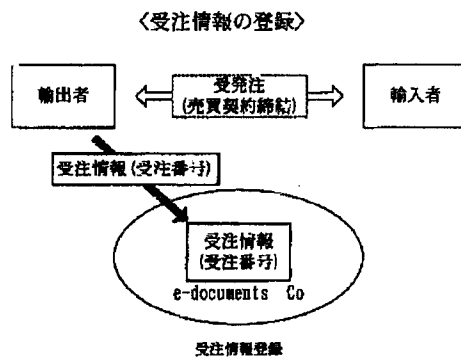 〈受注情報の登録〉
輸出者
受発注
(売買契約締結)
輸入者
受注情報(受注番号)
受注情報
(受注番号)
e-documents Co
受注情報登録